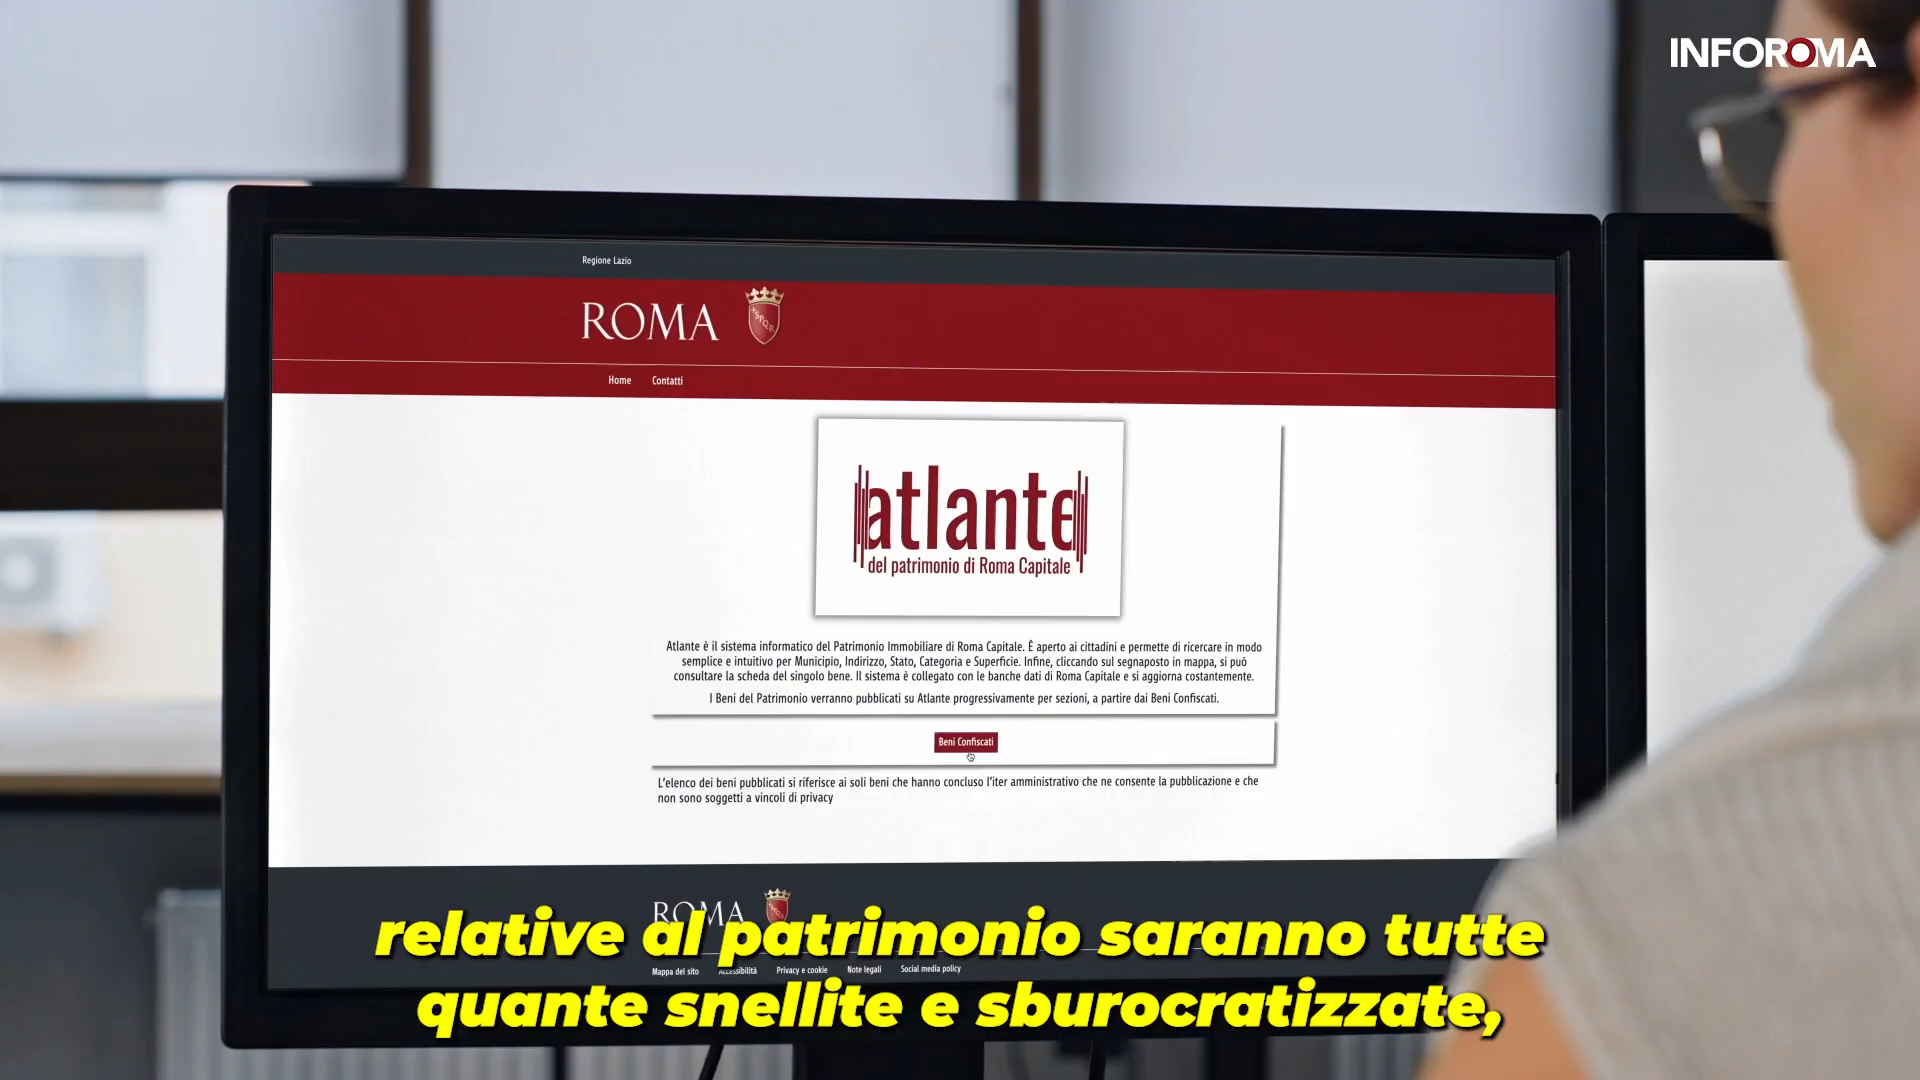 INFOROMA
Regione Lazio
ROMA
SPQR
Home Contatti
atlante
del patrimonio di Roma Capitale
Atlante è il sistema informatico del Patrimonio Immobiliare di Roma Capitale. È aperto ai cittadini e permette di ricercare in modo
semplice e intuitivo per Municipio, Indirizzo, Stato, Categoria e Superficie. Infine, cliccando sul segnaposto in mappa, si può
consultare la scheda del singolo bene. Il sistema è collegato con le banche dati di Roma Capitale e si aggiorna costantemente.
I Beni del Patrimonio verranno pubblicati su Atlante progressivamente per sezioni, a partire dai Beni Confiscati.
Beni Confiscati
L'elenco dei beni pubblicati si riferisce ai soli beni che hanno concluso l'iter amministrativo che ne consente la pubblicazione e che
non sono soggetti a vincoli di privacy
ROMA
relative al patrimonio saranno tutte
Mappa del sito Accessibilità Privacy e cookie Note legali Social media policy
quante snellite e sburocratizzate,